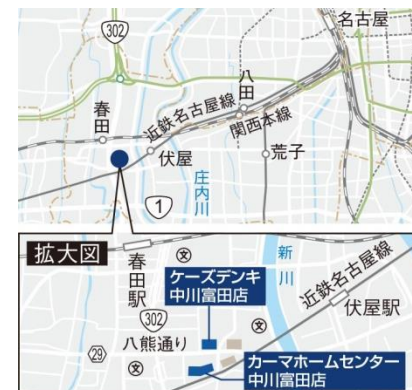 302
名古屋
八田
春田
近鉄名古屋線
関西本線
伏屋
荒子
庄内川
1
拡大図
春田駅
文
新川
ケーズデンキ
中川富田店
近鉄名古屋線
302
文
伏屋駅
八熊通り
29
文
カーマホームセンター
中川富田店